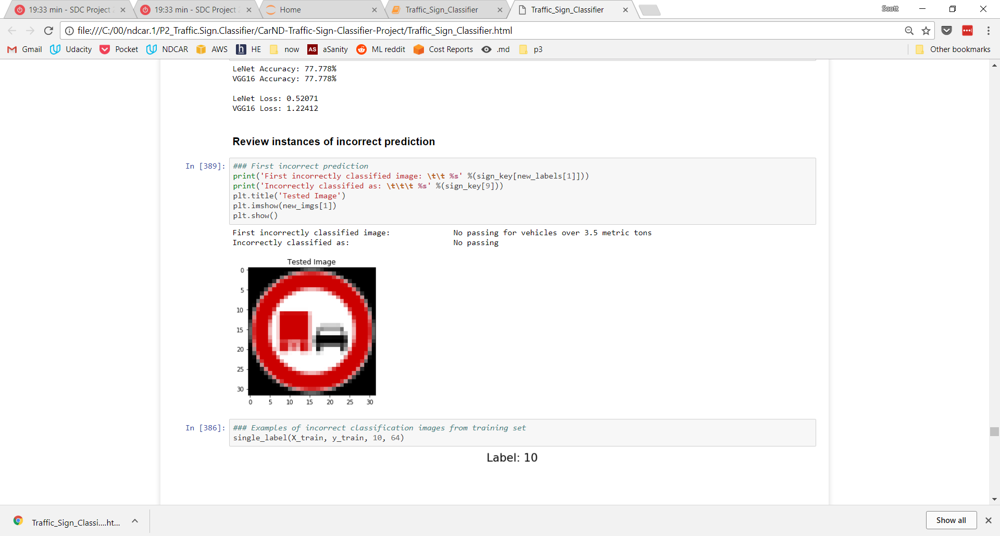 19:33 min - SDC Project
19:33 min - SDC Project
Home
Traffic_Sign_Classifier
Traffic_Sign_Classifier
Scott
file:///C:/00/ndcar.1/P2_Traffic.Sign.Classifier/CarND-Traffic-Sign-Classifier-Project/Traffic_Sign_Classifier.html
Gmail Udacity Pocket NDCAR AWS h HE now AS aSanity ML reddit Cost Reports .md p3 Other bookmarks
LeNet Accuracy: 77.778%
VGG16 Accuracy: 77.778%
LeNet Loss: 0.52071
VGG16 Loss: 1.22412
Review instances of incorrect prediction
In [389]: ### First incorrect prediction
print('First incorrectly classified image: \t\t %s' %(sign_key[new_labels[1]]))
print('Incorrectly classified as: \t\t\t %s' %(sign_key[9]))
plt.title('Tested Image')
plt.imshow(new_imgs[1])
plt.show()
First incorrectly classified image: No passing for vehicles over 3.5 metric tons
Incorrectly classified as: No passing
Tested Image
0
5
10
15
20
25
30
0 5 10 15 20 25 30
In [386]: ### Examples of incorrect classification images from training set
single_label(X_train, y_train, 10, 64)
Label: 10
Traffic_Sign_Classi....ht...
Show all